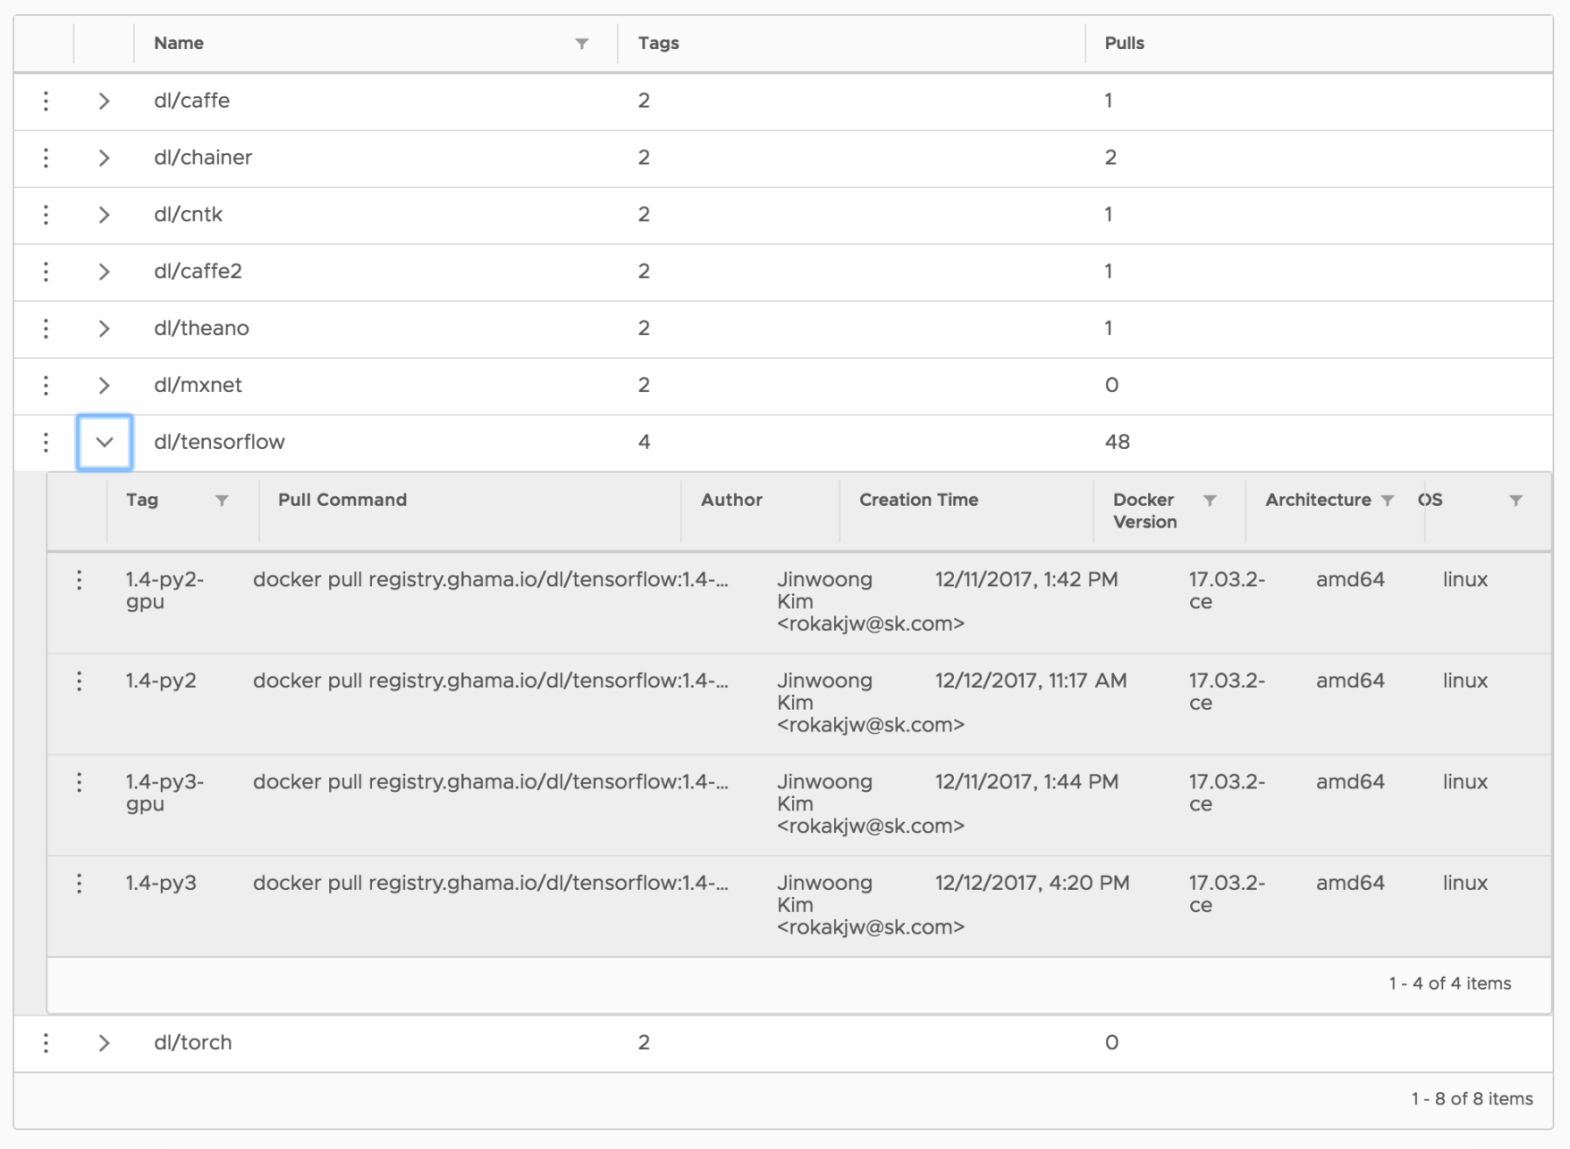 Name Tags Pulls
dl/caffe 2 1
dl/chainer 2 2
dl/cntk 2 1
dl/caffe2 2 1
dl/theano 2 1
dl/mxnet 2 0
dl/tensorflow 4 48
Tag Pull Command Author Creation Time Docker Version Architecture OS
1.4-py2-gpu docker pull registry.ghama.io/dl/tensorflow:1.4-... Jinwoong Kim <rokakjw@sk.com> 12/11/2017, 1:42 PM 17.03.2-ce amd64 linux
1.4-py2 docker pull registry.ghama.io/dl/tensorflow:1.4-... Jinwoong Kim <rokakjw@sk.com> 12/12/2017, 11:17 AM 17.03.2-ce amd64 linux
1.4-py3-gpu docker pull registry.ghama.io/dl/tensorflow:1.4-... Jinwoong Kim <rokakjw@sk.com> 12/11/2017, 1:44 PM 17.03.2-ce amd64 linux
1.4-py3 docker pull registry.ghama.io/dl/tensorflow:1.4-... Jinwoong Kim <rokakjw@sk.com> 12/12/2017, 4:20 PM 17.03.2-ce amd64 linux
1 - 4 of 4 items
dl/torch 2 0
1 - 8 of 8 items